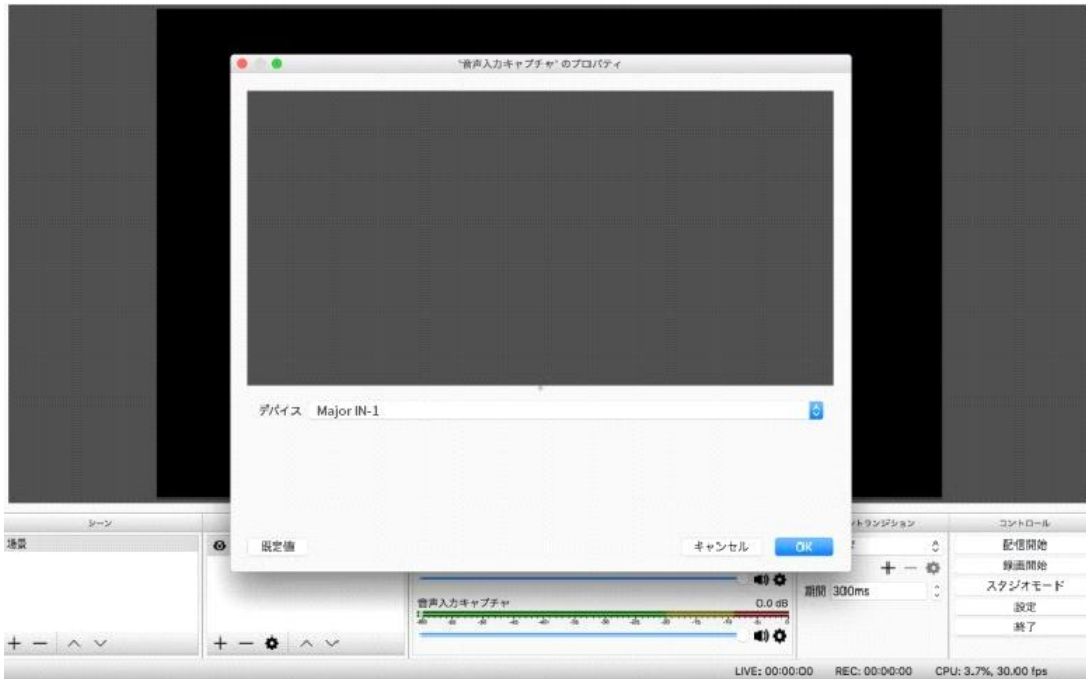 "音声入力キャプチャ" のプロパティ
デバイス Major IN-1
既定値 キャンセル OK
シーン
場景
トランジション
コントロール
配信開始
録画開始
スタジオモード
設定
終了
期間 300ms
音声入力キャプチャ 0.0 dB
LIVE: 00:00:00 REC: 00:00:00 CPU: 3.7%, 30.00 fps